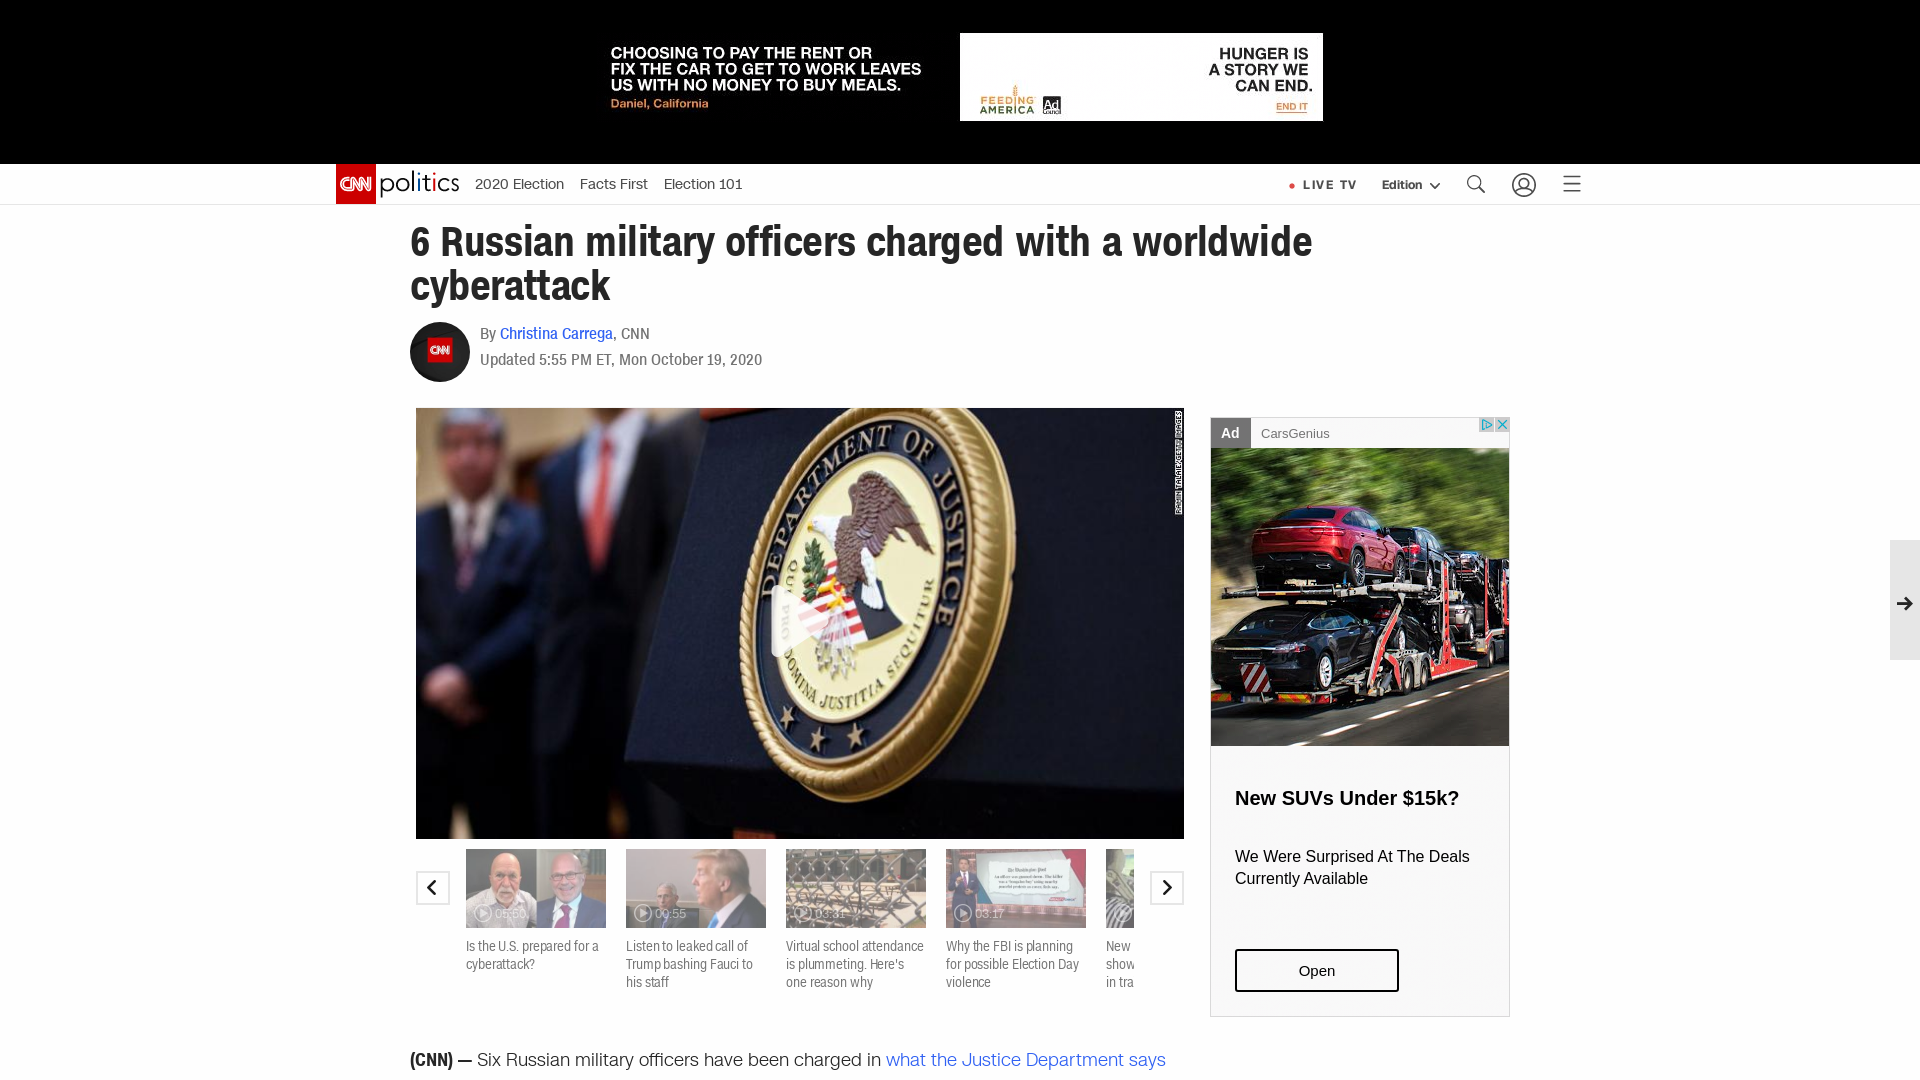 CHOOSING TO PAY THE RENT OR
FIX THE CAR TO GET TO WORK LEAVES
US WITH NO MONEY TO BUY MEALS.
Daniel, California
FEEDING
AMERICA
Ad
Council
HUNGER IS
A STORY WE
CAN END.
END IT
CNN politics 2020 Election Facts First Election 101 LIVE TV Edition
6 Russian military officers charged with a worldwide
cyberattack
CNN
By Christina Carrega, CNN
Updated 5:55 PM ET, Mon October 19, 2020
DEPARTMENT OF JUSTICE
QUI PRO DOMINA JUSTITIA SEQUITUR
Ad CarsGenius
New SUVs Under $15k?
We Were Surprised At The Deals
Currently Available
Open
00:55
03:31
03:17
Is the U.S. prepared for a
cyberattack?
Listen to leaked call of
Trump bashing Fauci to
his staff
Virtual school attendance
is plummeting. Here's
one reason why
Why the FBI is planning
for possible Election Day
violence
New
show
in tra
(CNN) — Six Russian military officers have been charged in what the Justice Department says